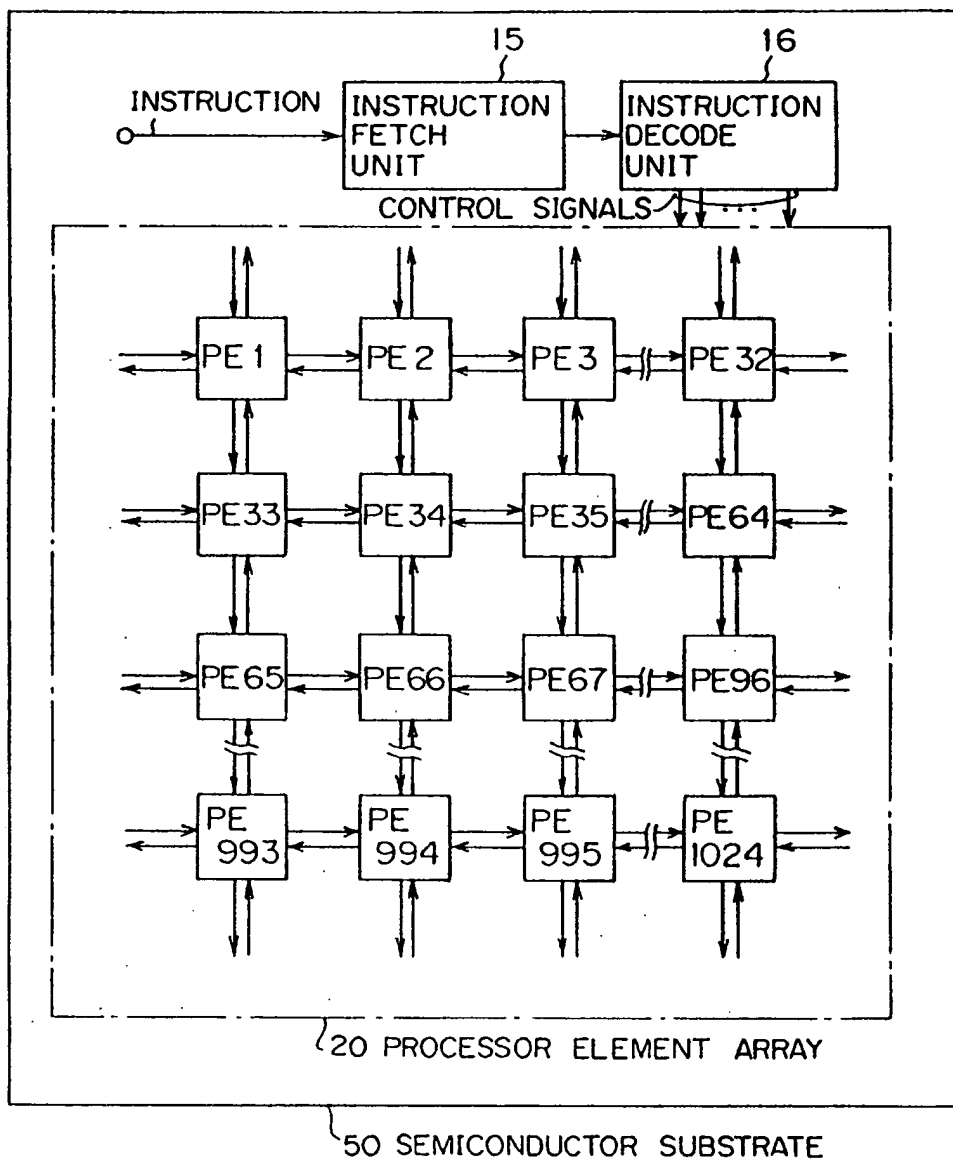 15
16
INSTRUCTION
INSTRUCTION
FETCH
UNIT
INSTRUCTION
DECODE
UNIT
CONTROL SIGNALS
...
PE1
PE2
PE3
PE32
PE33
PE34
PE35
PE64
PE65
PE66
PE67
PE96
PE
993
PE
994
PE
995
PE
1024
20 PROCESSOR ELEMENT ARRAY
50 SEMICONDUCTOR SUBSTRATE